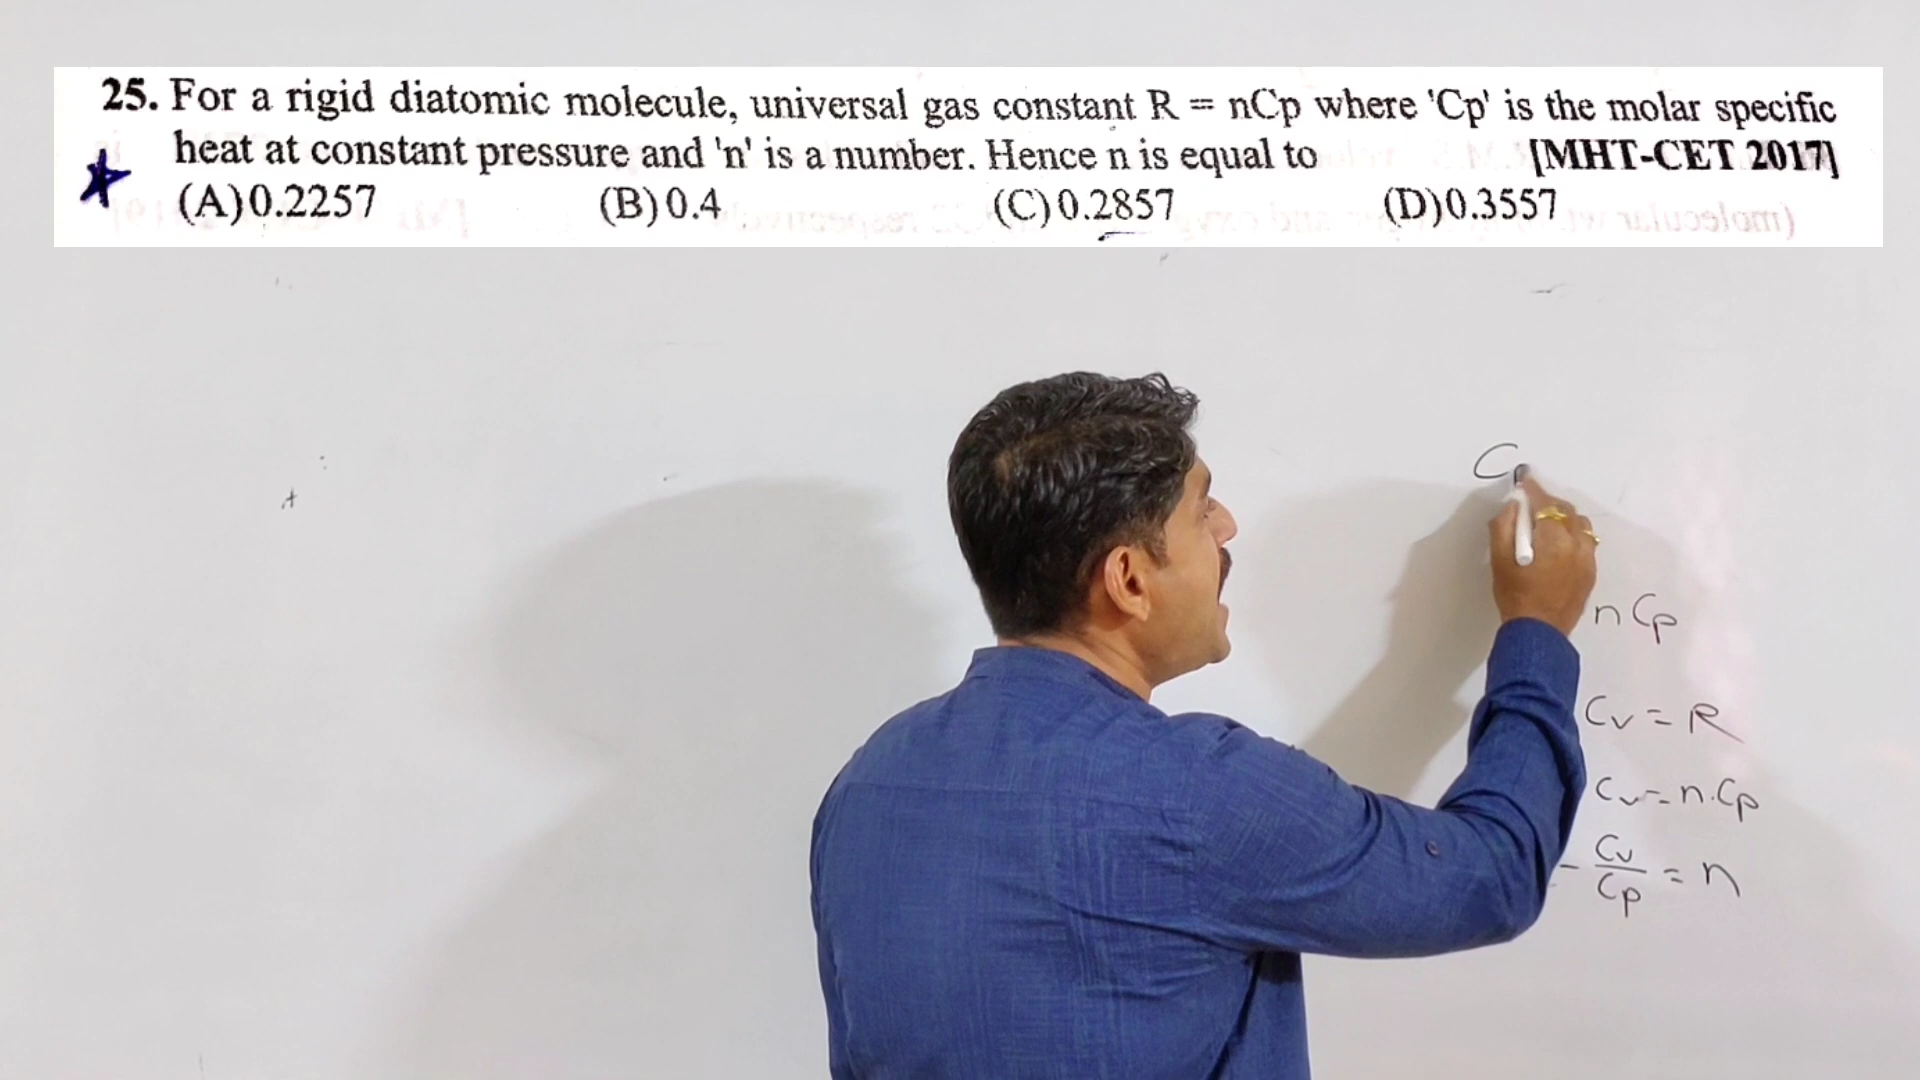 25. For a rigid diatomic molecule, universal gas constant R = nCp where 'Cp' is the molar specific
heat at constant pressure and 'n' is a number. Hence n is equal to [MHT-CET 2017]
(A) 0.2257 (B) 0.4 (C) 0.2857 (D) 0.3557
Cp
nCp
Cv = R
Cv = n.Cp
- Cv/Cp = n